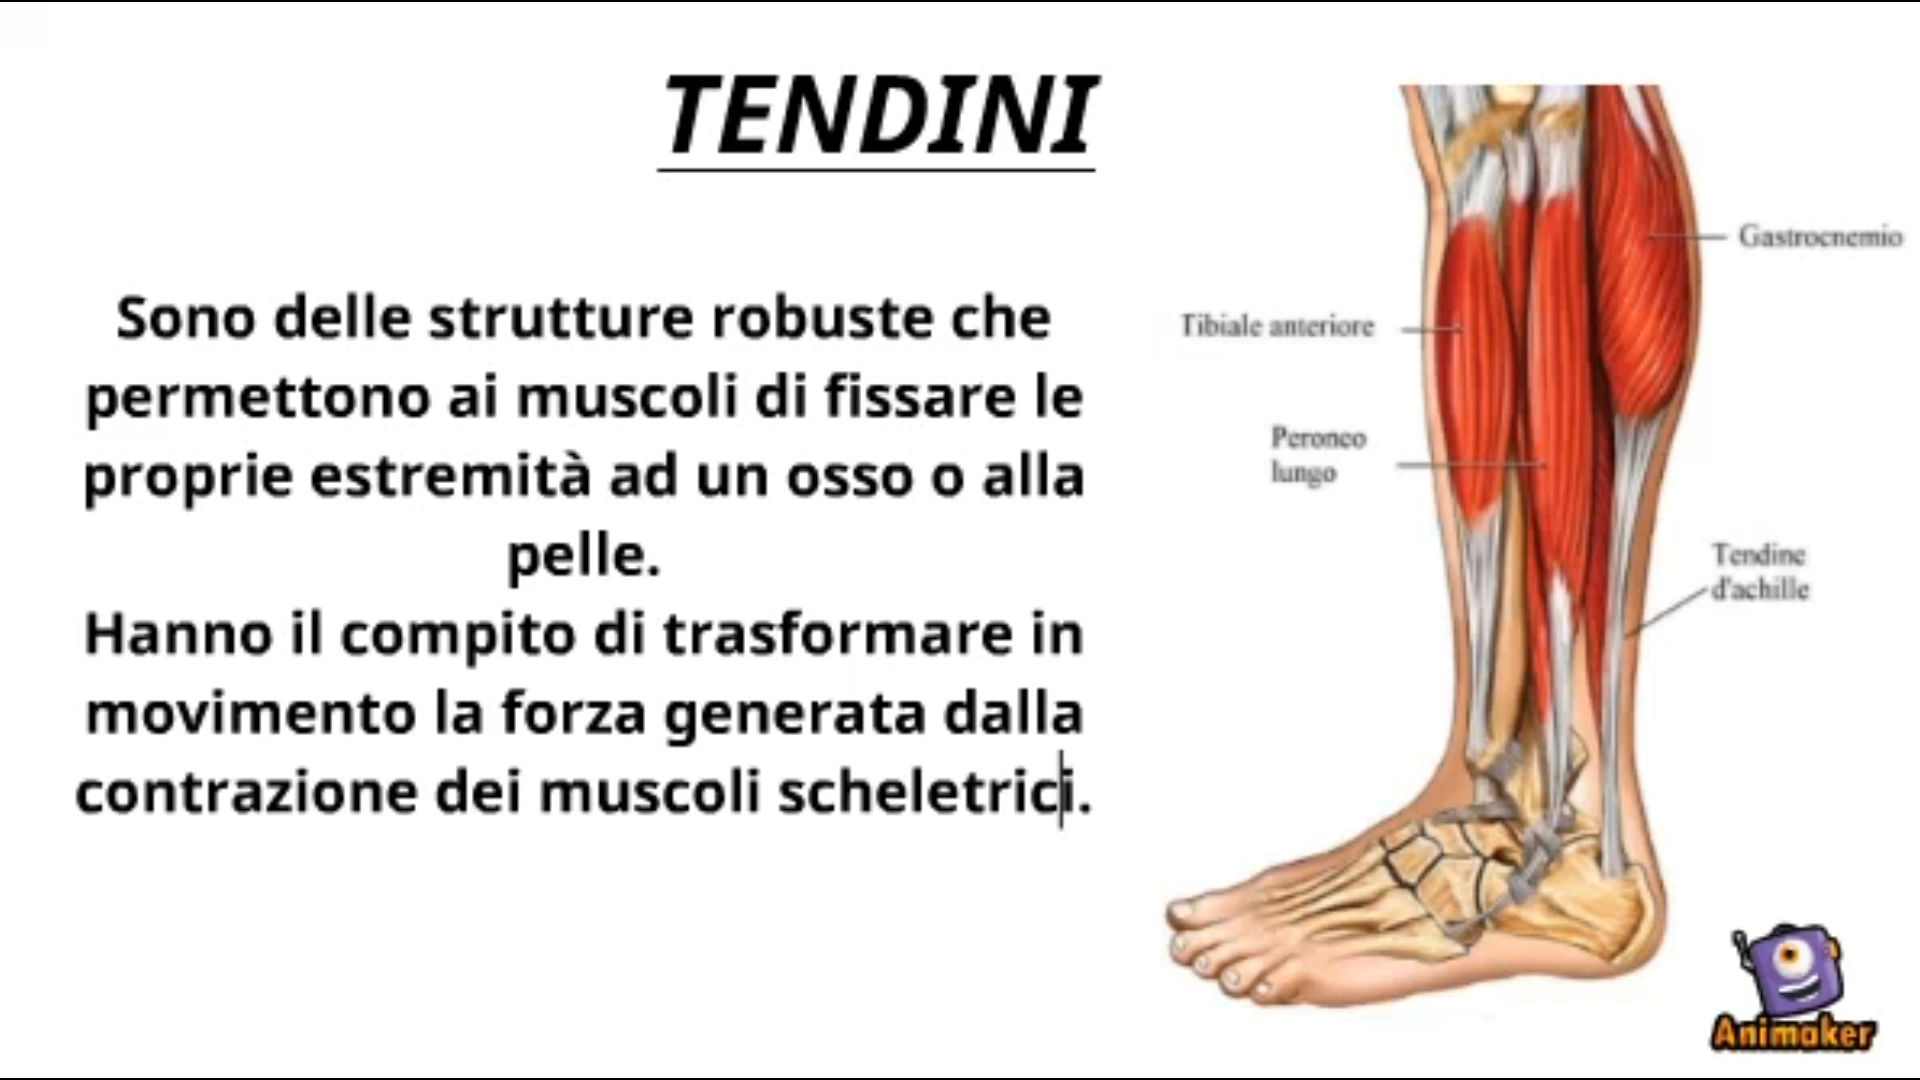 TENDINI
Sono delle strutture robuste che
permettono ai muscoli di fissare le
proprie estremità ad un osso o alla
pelle.
Hanno il compito di trasformare in
movimento la forza generata dalla
contrazione dei muscoli scheletrici.
Gastrocnemio
Tibiale anteriore
Peroneo
lungo
Tendine
d'achille
Animaker